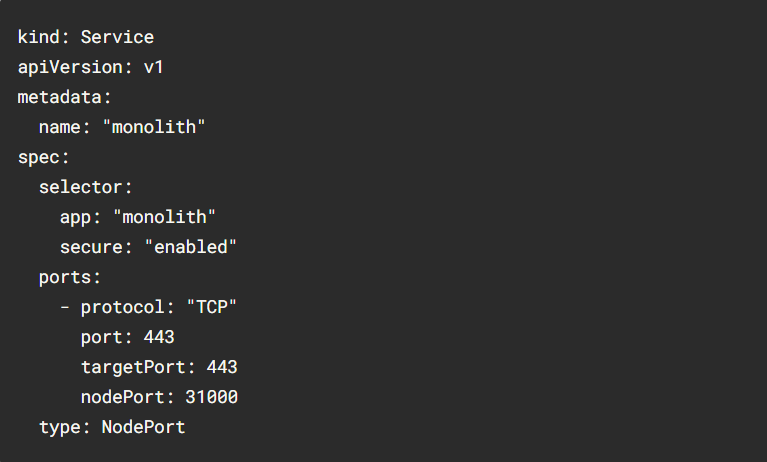 kind: Service
apiVersion: v1
metadata:
  name: "monolith"
spec:
  selector:
    app: "monolith"
    secure: "enabled"
  ports:
    - protocol: "TCP"
      port: 443
      targetPort: 443
      nodePort: 31000
  type: NodePort